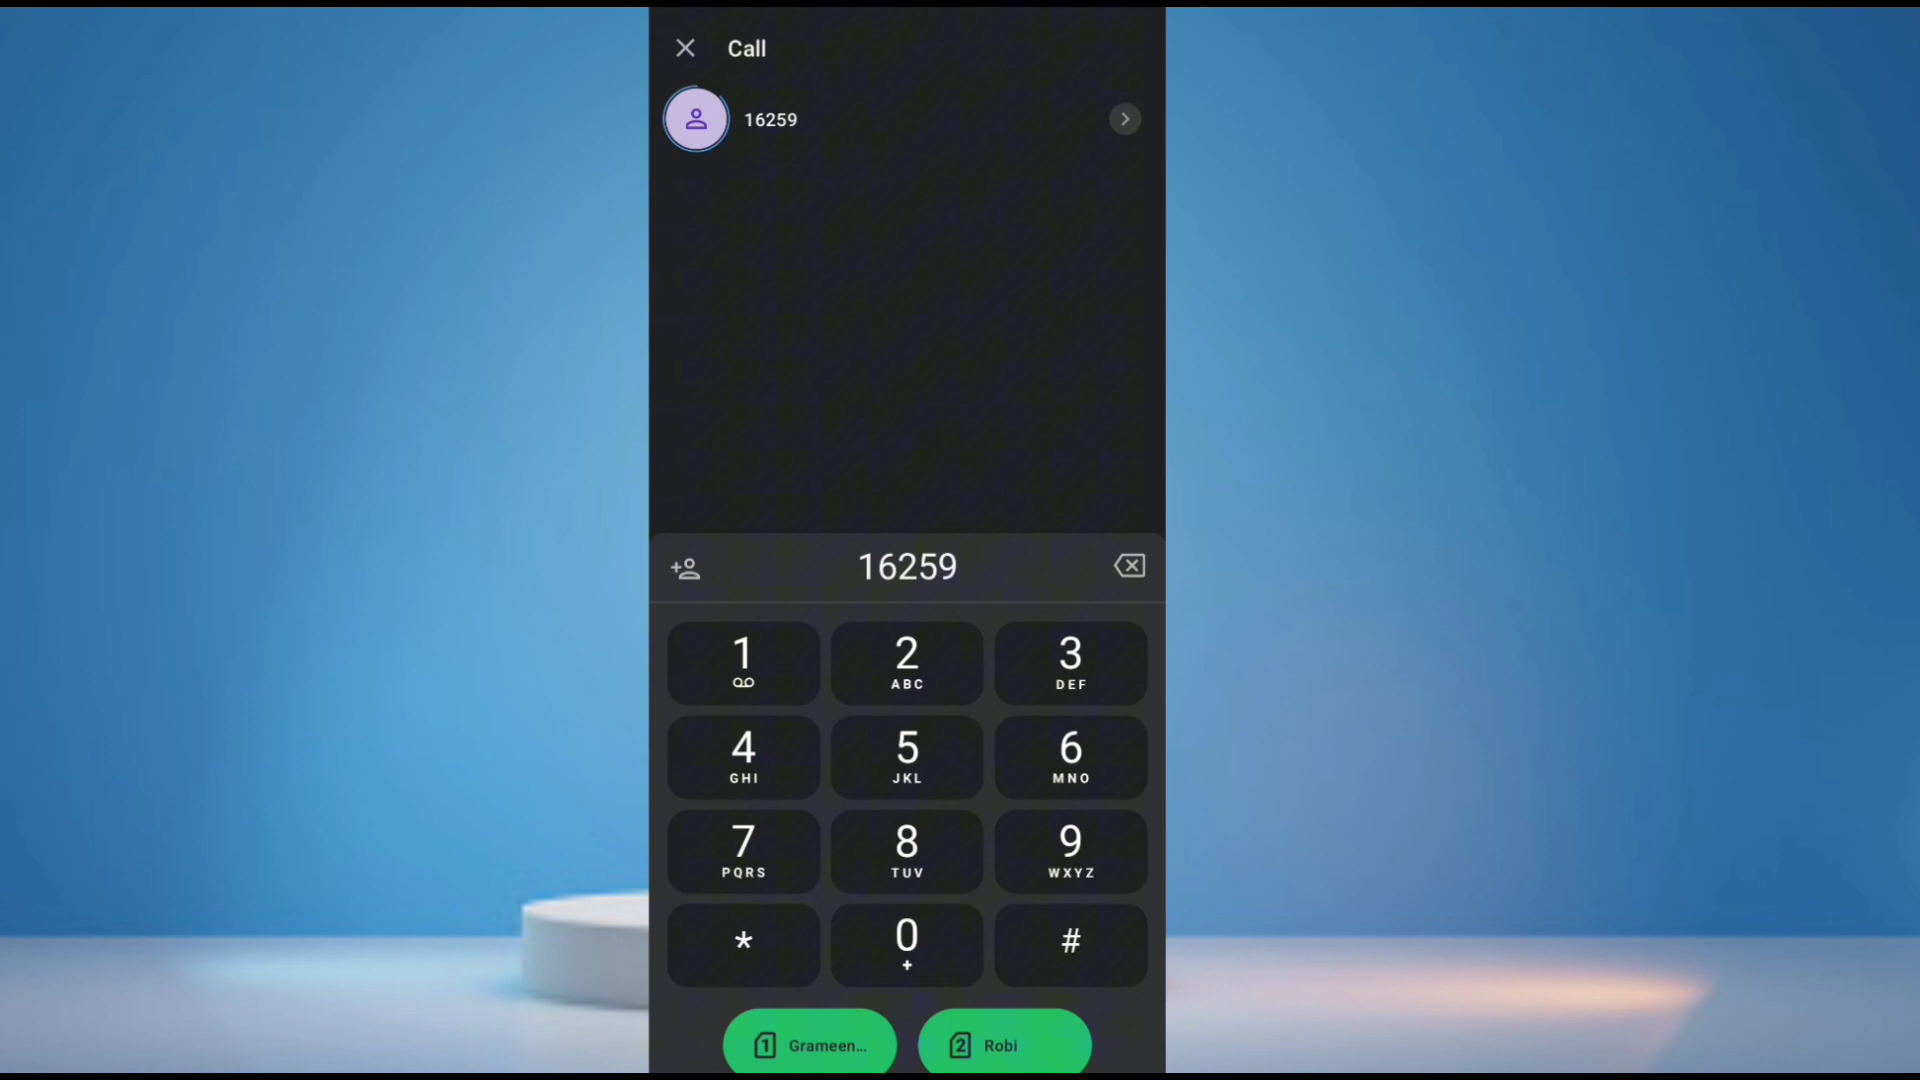 Call
16259
16259
1
2
ABC
3
DEF
4
GHI
5
JKL
6
MNO
7
PQRS
8
TUV
9
WXYZ
*
0
+
#
1 Grameen...
2 Robi